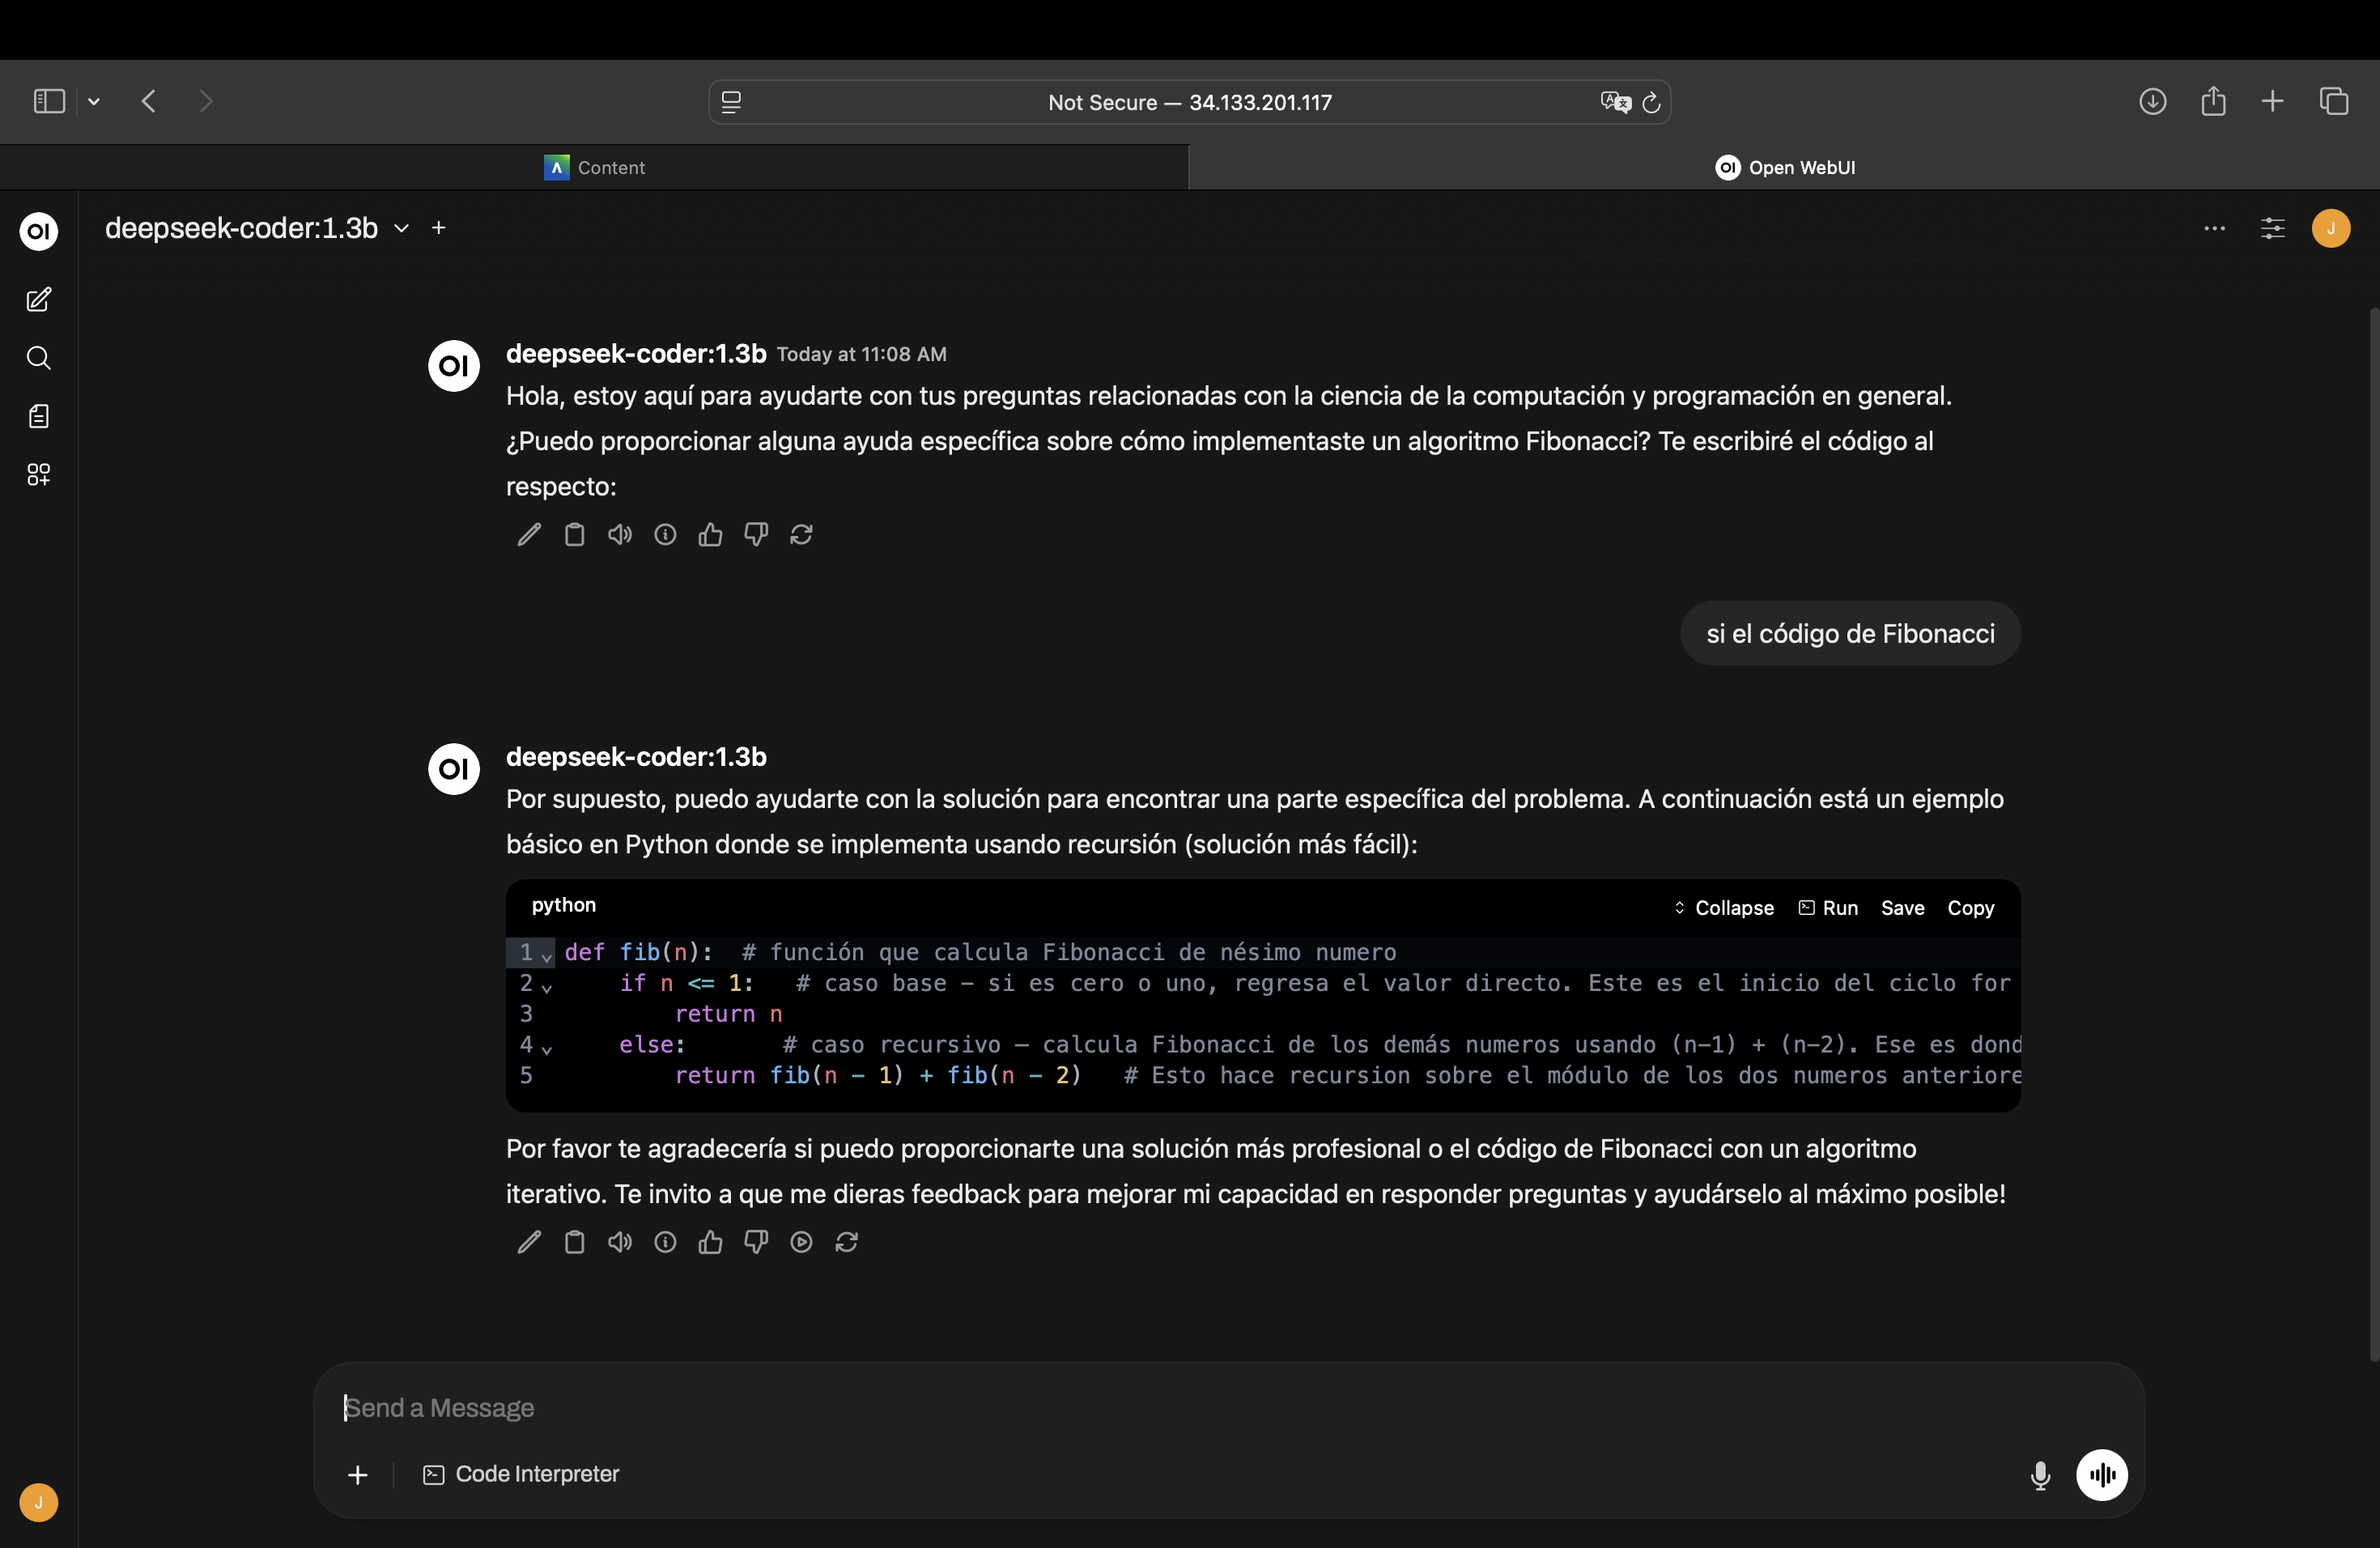 Not Secure — 34.133.201.117
Content
OI Open WebUI
OI
deepseek-coder:1.3b
J
OI
deepseek-coder:1.3b Today at 11:08 AM
Hola, estoy aquí para ayudarte con tus preguntas relacionadas con la ciencia de la computación y programación en general.
¿Puedo proporcionar alguna ayuda específica sobre cómo implementaste un algoritmo Fibonacci? Te escribiré el código al
respecto:
si el código de Fibonacci
OI
deepseek-coder:1.3b
Por supuesto, puedo ayudarte con la solución para encontrar una parte específica del problema. A continuación está un ejemplo
básico en Python donde se implementa usando recursión (solución más fácil):
python
Collapse Run Save Copy
1 def fib(n):  # función que calcula Fibonacci de nésimo numero
2     if n <= 1:   # caso base - si es cero o uno, regresa el valor directo. Este es el inicio del ciclo for
3         return n
4     else:       # caso recursivo – calcula Fibonacci de los demás numeros usando (n-1) + (n-2). Ese es dond
5         return fib(n - 1) + fib(n - 2)   # Esto hace recursion sobre el módulo de los dos numeros anteriore
Por favor te agradecería si puedo proporcionarte una solución más profesional o el código de Fibonacci con un algoritmo
iterativo. Te invito a que me dieras feedback para mejorar mi capacidad en responder preguntas y ayudárselo al máximo posible!
Send a Message
Code Interpreter
J